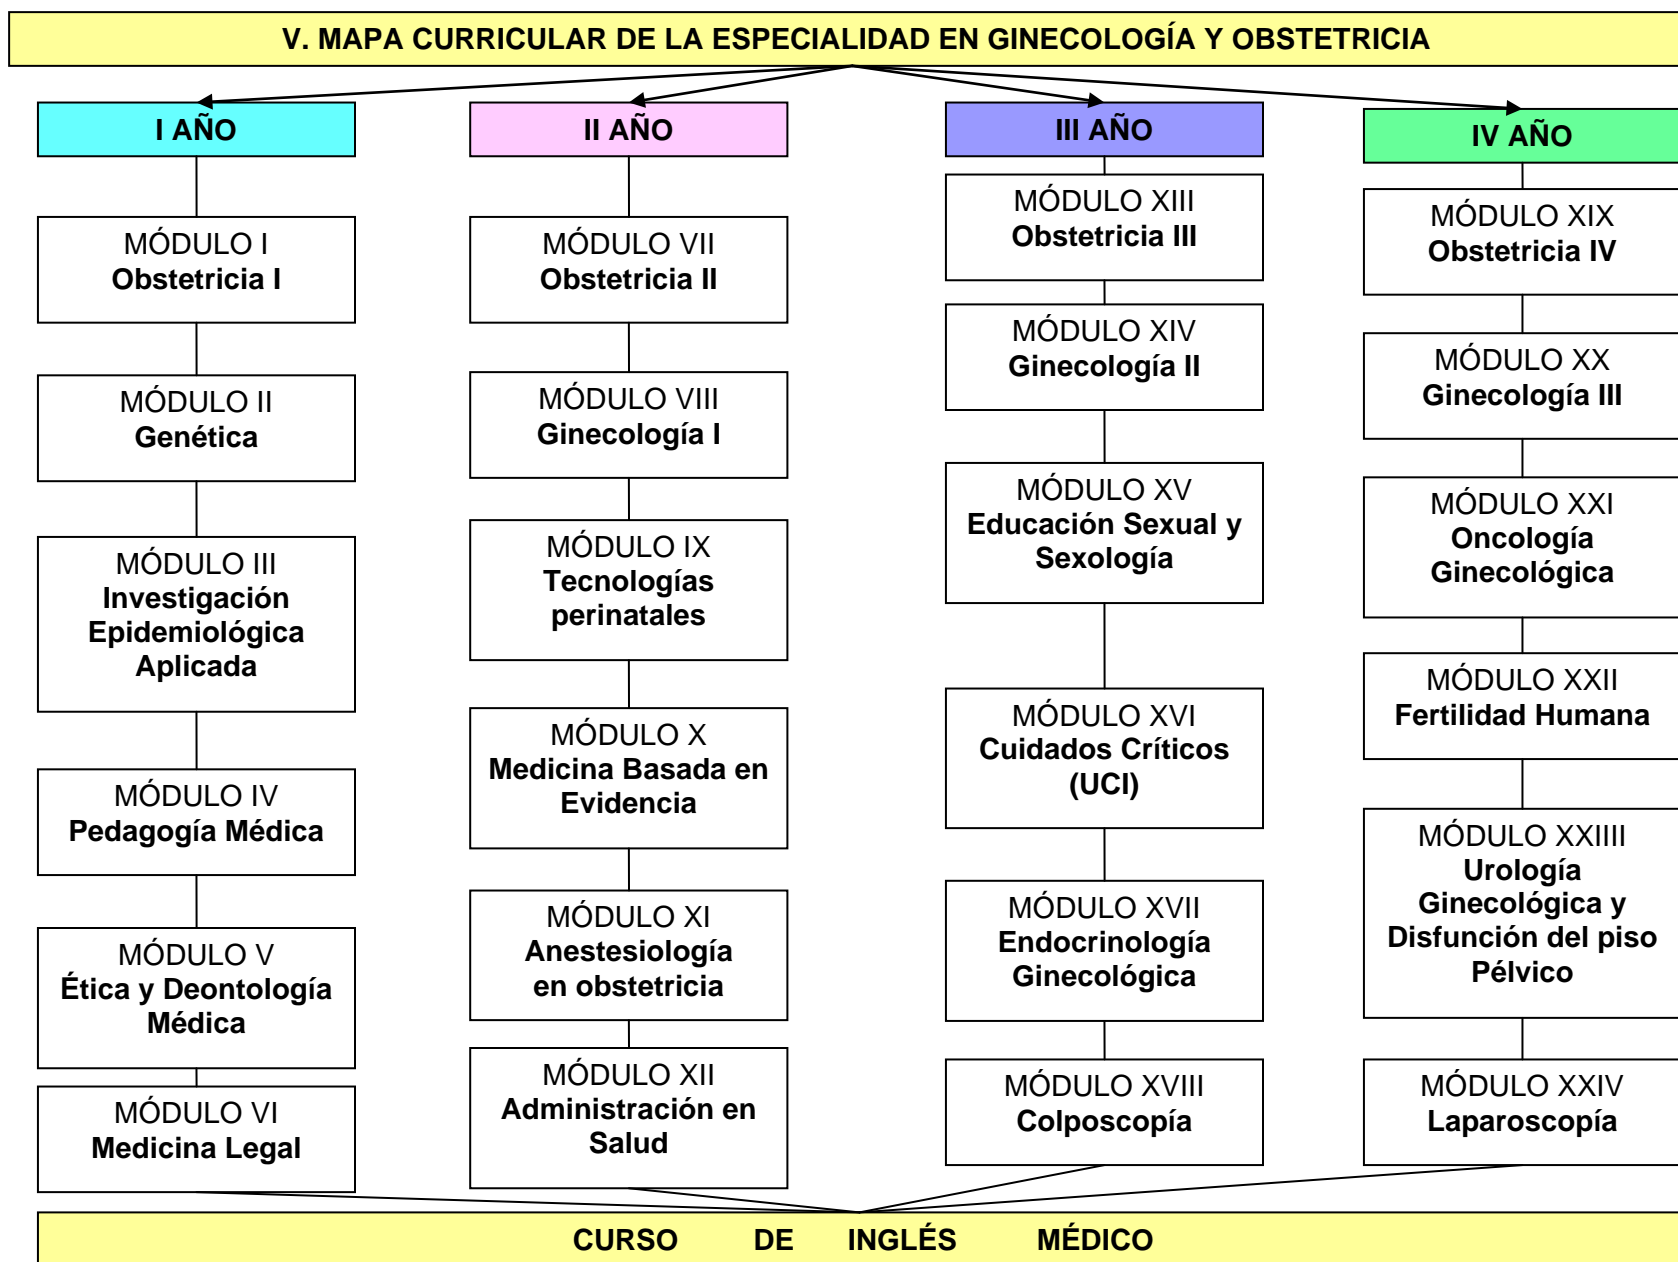 V. MAPA CURRICULAR DE LA ESPECIALIDAD EN GINECOLOGÍA Y OBSTETRICIA
I AÑO
MÓDULO I
Obstetricia I
MÓDULO II
Genética
MÓDULO III
Investigación
Epidemiológica
Aplicada
MÓDULO IV
Pedagogía Médica
MÓDULO V
Ética y Deontología
Médica
MÓDULO VI
Medicina Legal
II AÑO
MÓDULO VII
Obstetricia II
MÓDULO VIII
Ginecología I
MÓDULO IX
Tecnologías
perinatales
MÓDULO X
Medicina Basada en
Evidencia
MÓDULO XI
Anestesiología
en obstetricia
MÓDULO XII
Administración en
Salud
III AÑO
MÓDULO XIII
Obstetricia III
MÓDULO XIV
Ginecología II
MÓDULO XV
Educación Sexual y
Sexología
MÓDULO XVI
Cuidados Críticos
(UCI)
MÓDULO XVII
Endocrinología
Ginecológica
MÓDULO XVIII
Colposcopía
IV AÑO
MÓDULO XIX
Obstetricia IV
MÓDULO XX
Ginecología III
MÓDULO XXI
Oncología
Ginecológica
MÓDULO XXII
Fertilidad Humana
MÓDULO XXIIII
Urología
Ginecológica y
Disfunción del piso
Pélvico
MÓDULO XXIV
Laparoscopía
CURSO DE INGLÉS MÉDICO